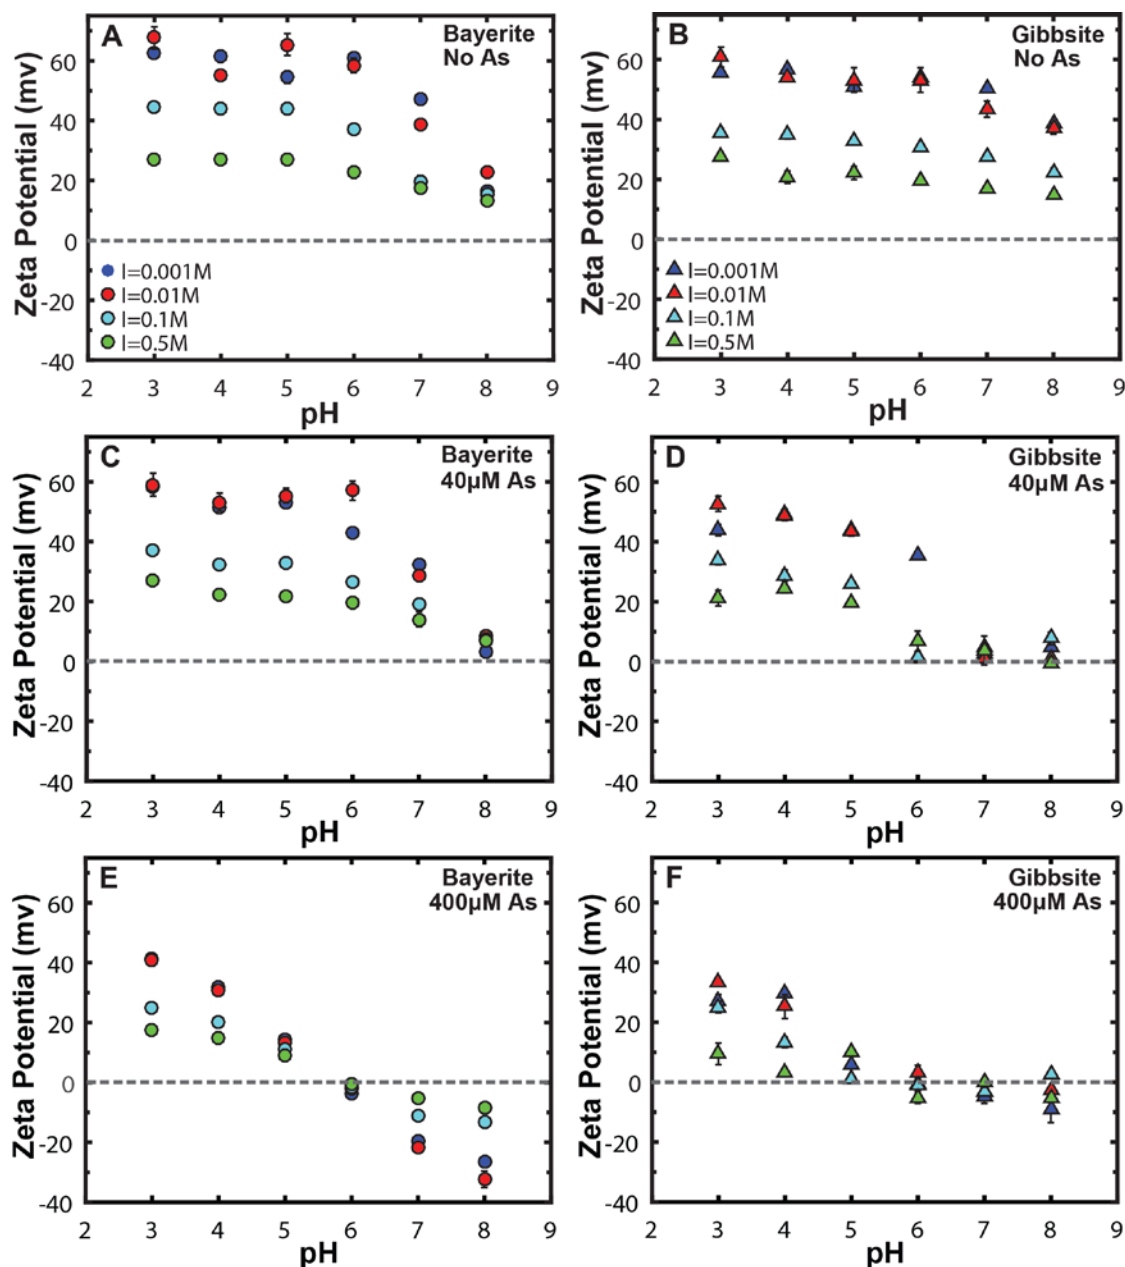 A
Bayerite
No As
Zeta Potential (mv)
60
40
20
0
-20
-40
I=0.001M
I=0.01M
I=0.1M
I=0.5M
2 3 4 5 6 7 8 9
pH
B
Gibbsite
No As
Zeta Potential (mv)
60
40
20
0
-20
-40
I=0.001M
I=0.01M
I=0.1M
I=0.5M
2 3 4 5 6 7 8 9
pH
C
Bayerite
40µM As
Zeta Potential (mv)
60
40
20
0
-20
-40
2 3 4 5 6 7 8 9
pH
D
Gibbsite
40µM As
Zeta Potential (mv)
60
40
20
0
-20
-40
2 3 4 5 6 7 8 9
pH
E
Bayerite
400µM As
Zeta Potential (mv)
60
40
20
0
-20
-40
2 3 4 5 6 7 8 9
pH
F
Gibbsite
400µM As
Zeta Potential (mv)
60
40
20
0
-20
-40
2 3 4 5 6 7 8 9
pH